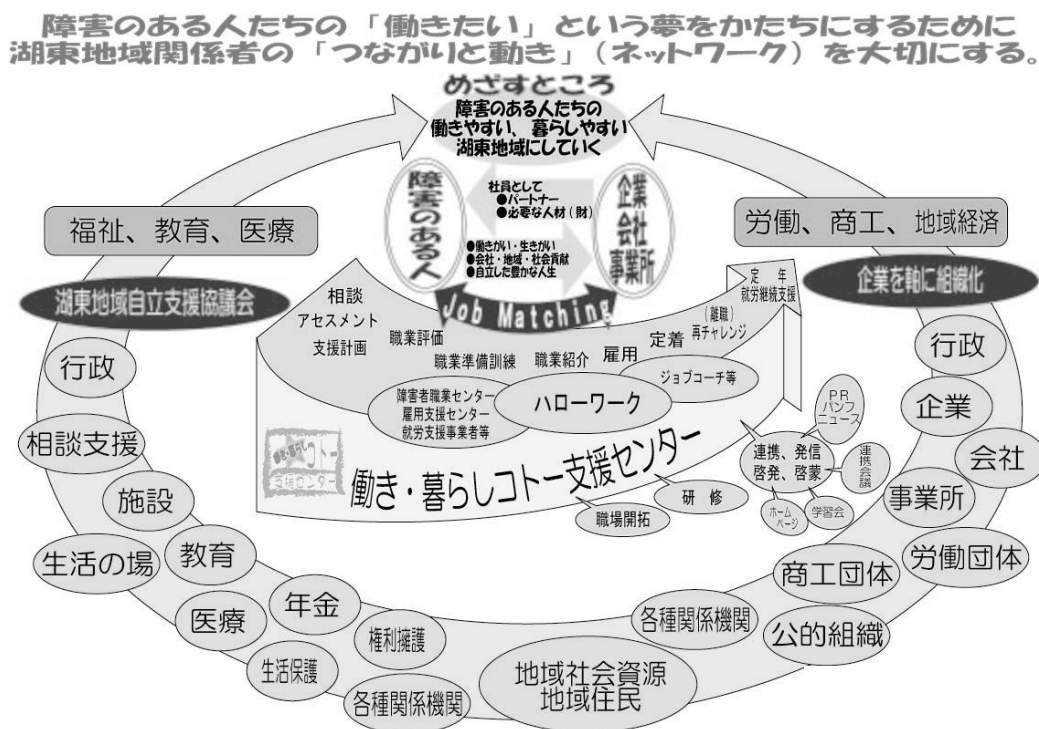 障害のある人たちの「働きたい」という夢をかたちにするために
湖東地域関係者の「つながりと動き」(ネットワーク)を大切にする。
めざすところ
障害のある人たちの
働きやすい、暮らしやすい
湖東地域にしていく
障害のある人
社員として
●パートナー
●必要な人材(財)
●働きがい・生きがい
●会社・地域・社会貢献
●自立した豊かな人生
企業
会社
事業所
Job Matching
福祉、教育、医療
湖東地域自立支援協議会
労働、商工、地域経済
企業を軸に組織化
相談
アセスメント
支援計画
職業評価
職業準備訓練
職業紹介
雇用
定着
(離職)
再チャレンジ
定年
就労継続支援
障害者職業センター
雇用支援センター
就労支援事業者等
ハローワーク
ジョブコーチ等
働き・暮らし
コトー
支援センター
働き・暮らしコトー支援センター
職場開拓
研修
連携、発信
啓発、啓蒙
PR
パンフ
ニュース
連携
会議
学習会
ホーム
ページ
行政
相談支援
施設
生活の場
教育
医療
年金
生活保護
権利擁護
各種関係機関
地域社会資源
地域住民
各種関係機関
公的組織
商工団体
労働団体
事業所
会社
企業
行政